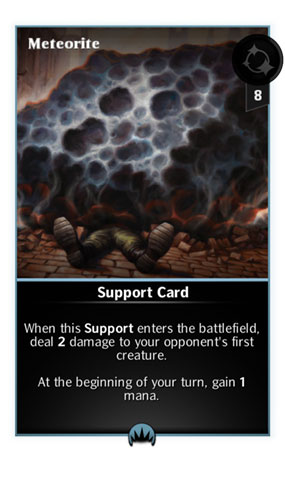 Meteorite
8
Support Card
When this Support enters the battlefield,
deal 2 damage to your opponent's first
creature.
At the beginning of your turn, gain 1
mana.